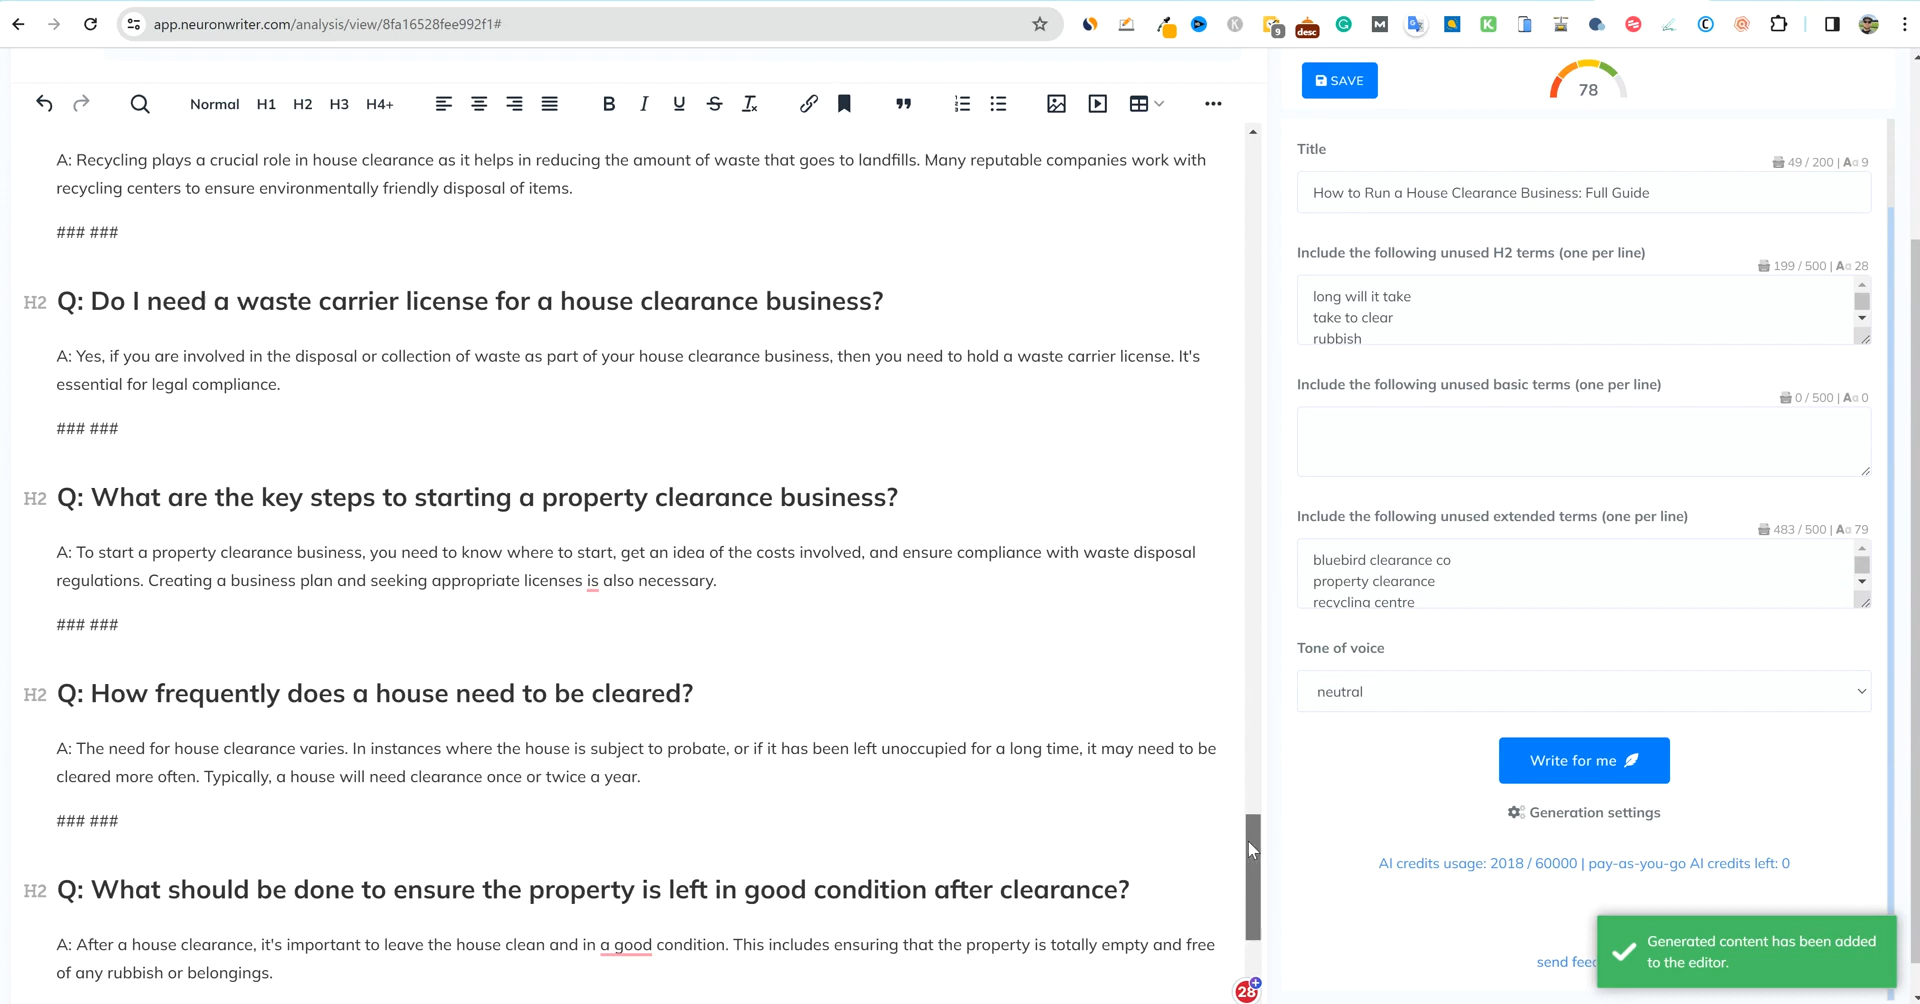 app.neuronwriter.com/analysis/view/8fa16528fee992f1#
9
desc
Normal H1 H2 H3 H4+
A: Recycling plays a crucial role in house clearance as it helps in reducing the amount of waste that goes to landfills. Many reputable companies work with
recycling centers to ensure environmentally friendly disposal of items.
### ###
H2 Q: Do I need a waste carrier license for a house clearance business?
A: Yes, if you are involved in the disposal or collection of waste as part of your house clearance business, then you need to hold a waste carrier license. It's
essential for legal compliance.
### ###
H2 Q: What are the key steps to starting a property clearance business?
A: To start a property clearance business, you need to know where to start, get an idea of the costs involved, and ensure compliance with waste disposal
regulations. Creating a business plan and seeking appropriate licenses is also necessary.
### ###
H2 Q: How frequently does a house need to be cleared?
A: The need for house clearance varies. In instances where the house is subject to probate, or if it has been left unoccupied for a long time, it may need to be
cleared more often. Typically, a house will need clearance once or twice a year.
### ###
H2 Q: What should be done to ensure the property is left in good condition after clearance?
A: After a house clearance, it's important to leave the house clean and in a good condition. This includes ensuring that the property is totally empty and free
of any rubbish or belongings.
28
SAVE
78
Title
49 / 200 | Aa 9
How to Run a House Clearance Business: Full Guide
Include the following unused H2 terms (one per line)
199 / 500 | Aa 28
long will it take
take to clear
rubbish
Include the following unused basic terms (one per line)
0 / 500 | Aa 0
Include the following unused extended terms (one per line)
483 / 500 | Aa 79
bluebird clearance co
property clearance
recycling centre
Tone of voice
neutral
Write for me
Generation settings
AI credits usage: 2018 / 60000 | pay-as-you-go AI credits left: 0
send feed
Generated content has been added
to the editor.